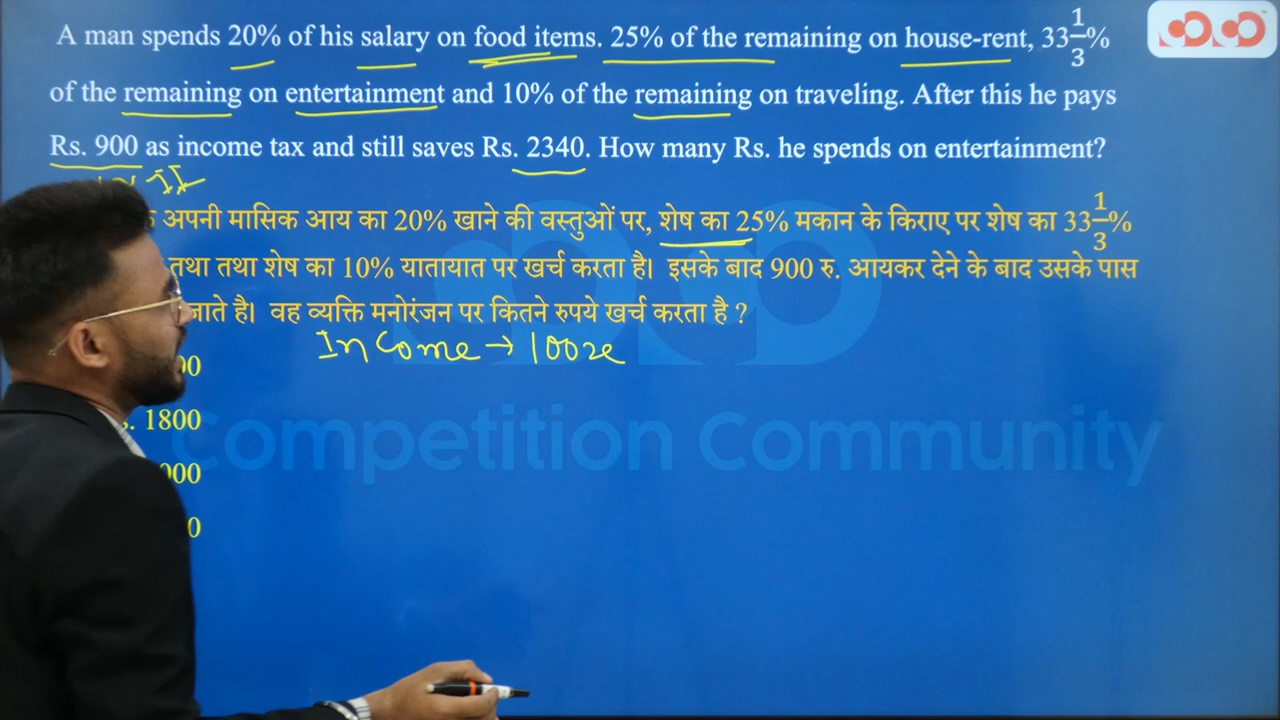 A man spends 20% of his salary on food items. 25% of the remaining on house-rent, 33 1/3%
of the remaining on entertainment and 10% of the remaining on traveling. After this he pays
Rs. 900 as income tax and still saves Rs. 2340. How many Rs. he spends on entertainment?
अपनी मासिक आय का 20% खाने की वस्तुओं पर, शेष का 25% मकान के किराए पर शेष का 33 1/3%
तथा तथा शेष का 10% यातायात पर खर्च करता है। इसके बाद 900 रु. आयकर देने के बाद उसके पास
जाते है। वह व्यक्ति मनोरंजन पर कितने रुपये खर्च करता है ?
Income → 100x
1800
Competition Community